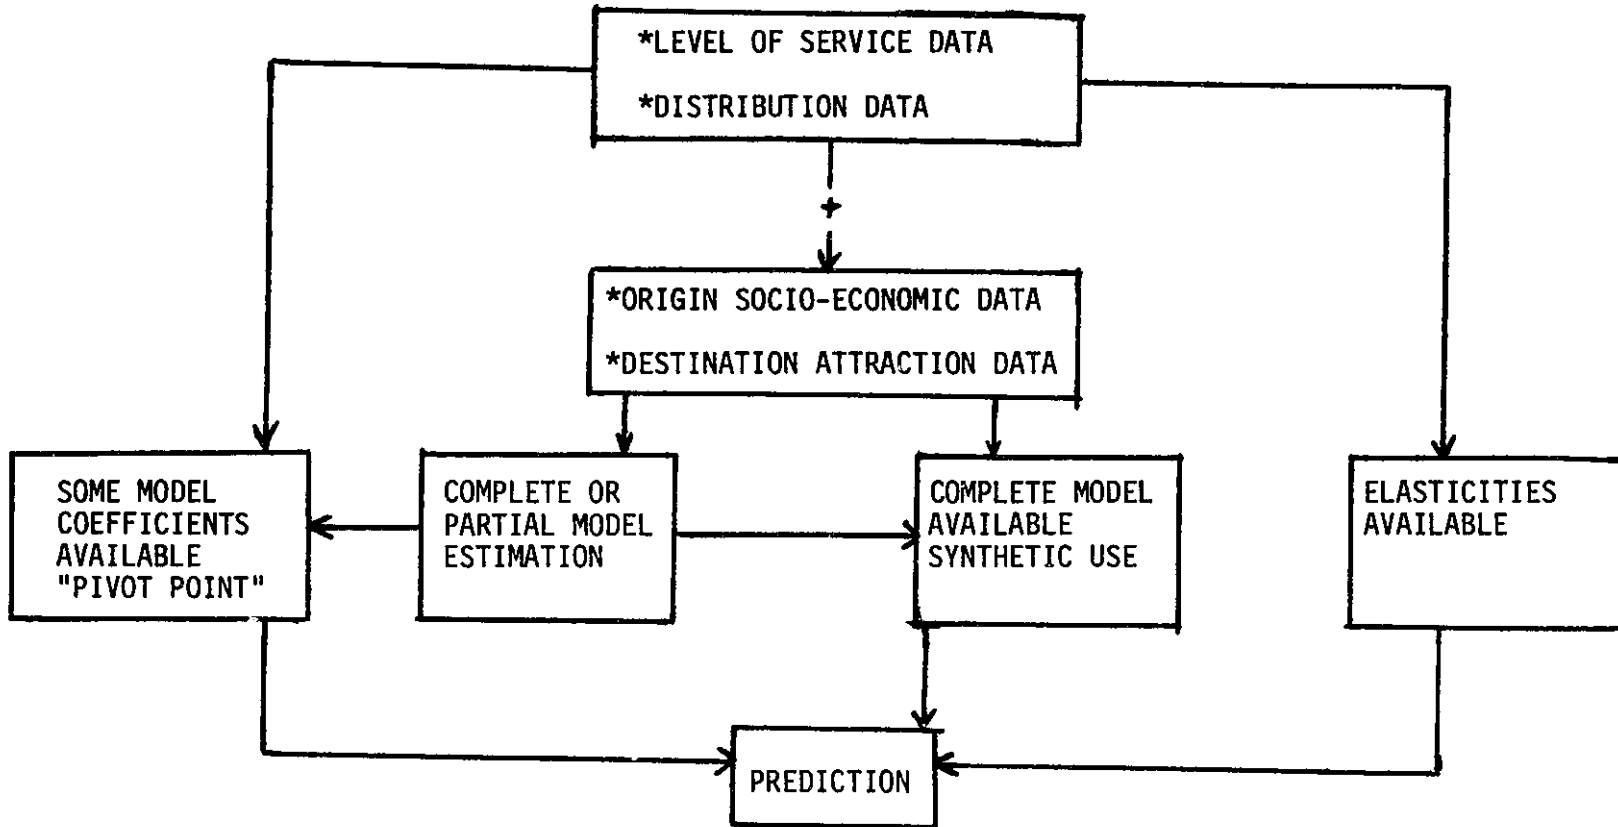 *LEVEL OF SERVICE DATA
*DISTRIBUTION DATA
+
*ORIGIN SOCIO-ECONOMIC DATA
*DESTINATION ATTRACTION DATA
SOME MODEL
COEFFICIENTS
AVAILABLE
"PIVOT POINT"
COMPLETE OR
PARTIAL MODEL
ESTIMATION
COMPLETE MODEL
AVAILABLE
SYNTHETIC USE
ELASTICITIES
AVAILABLE
PREDICTION